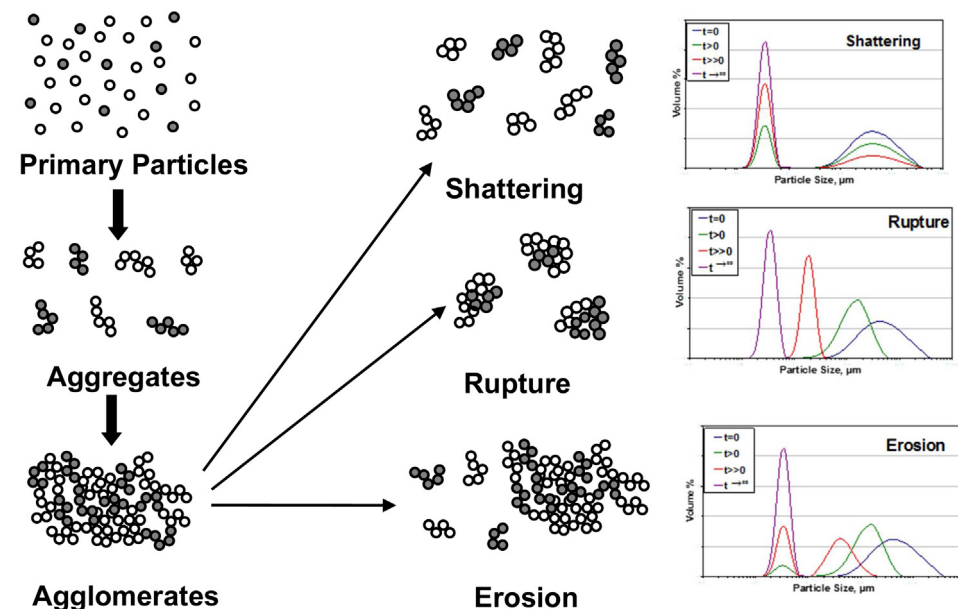 Primary Particles
Aggregates
Agglomerates
Shattering
Rupture
Erosion
t=0
t>0
t>>0
t→∞
Shattering
Volume %
Particle Size, µm
t=0
t>0
t>>0
t→∞
Rupture
Volume %
Particle Size, µm
t=0
t>0
t>>0
t→∞
Erosion
Volume %
Particle Size, µm